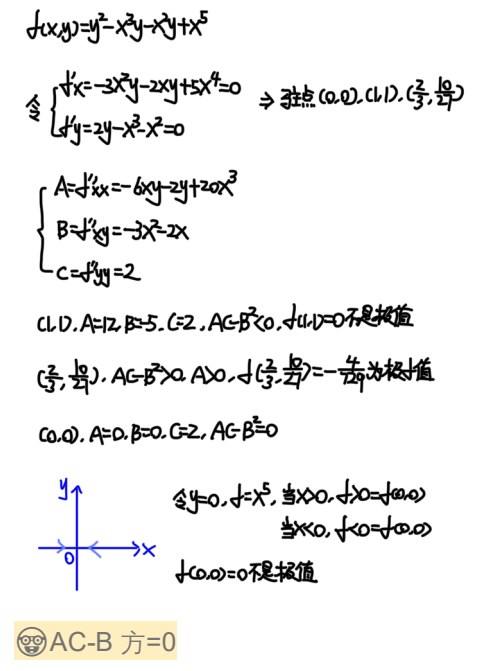 f(x,y)=y²-x³y-x²y+x⁵
令 { f'x=-3x²y-2xy+5x⁴=0
f'y=2y-x³-x²=0
⇒ 驻点 (0,0), (1,1), (2/3, 10/27)
A=f''xx=-6xy-2y+20x³
B=f''xy=-3x²-2x
C=f''yy=2
(1,1), A=12, B=-5, C=2, AC-B²<0, f(1,1)=0不是极值
(2/3, 10/27), AC-B²>0, A>0, f(2/3, 10/27)=-4/729为极小值
(0,0), A=0, B=0, C=2, AC-B²=0
y
0
x
令y=0, f=x⁵, 当x>0, f>0=f(0,0)
当x<0, f<0=f(0,0)
f(0,0)=0不是极值
🤓AC-B 方=0